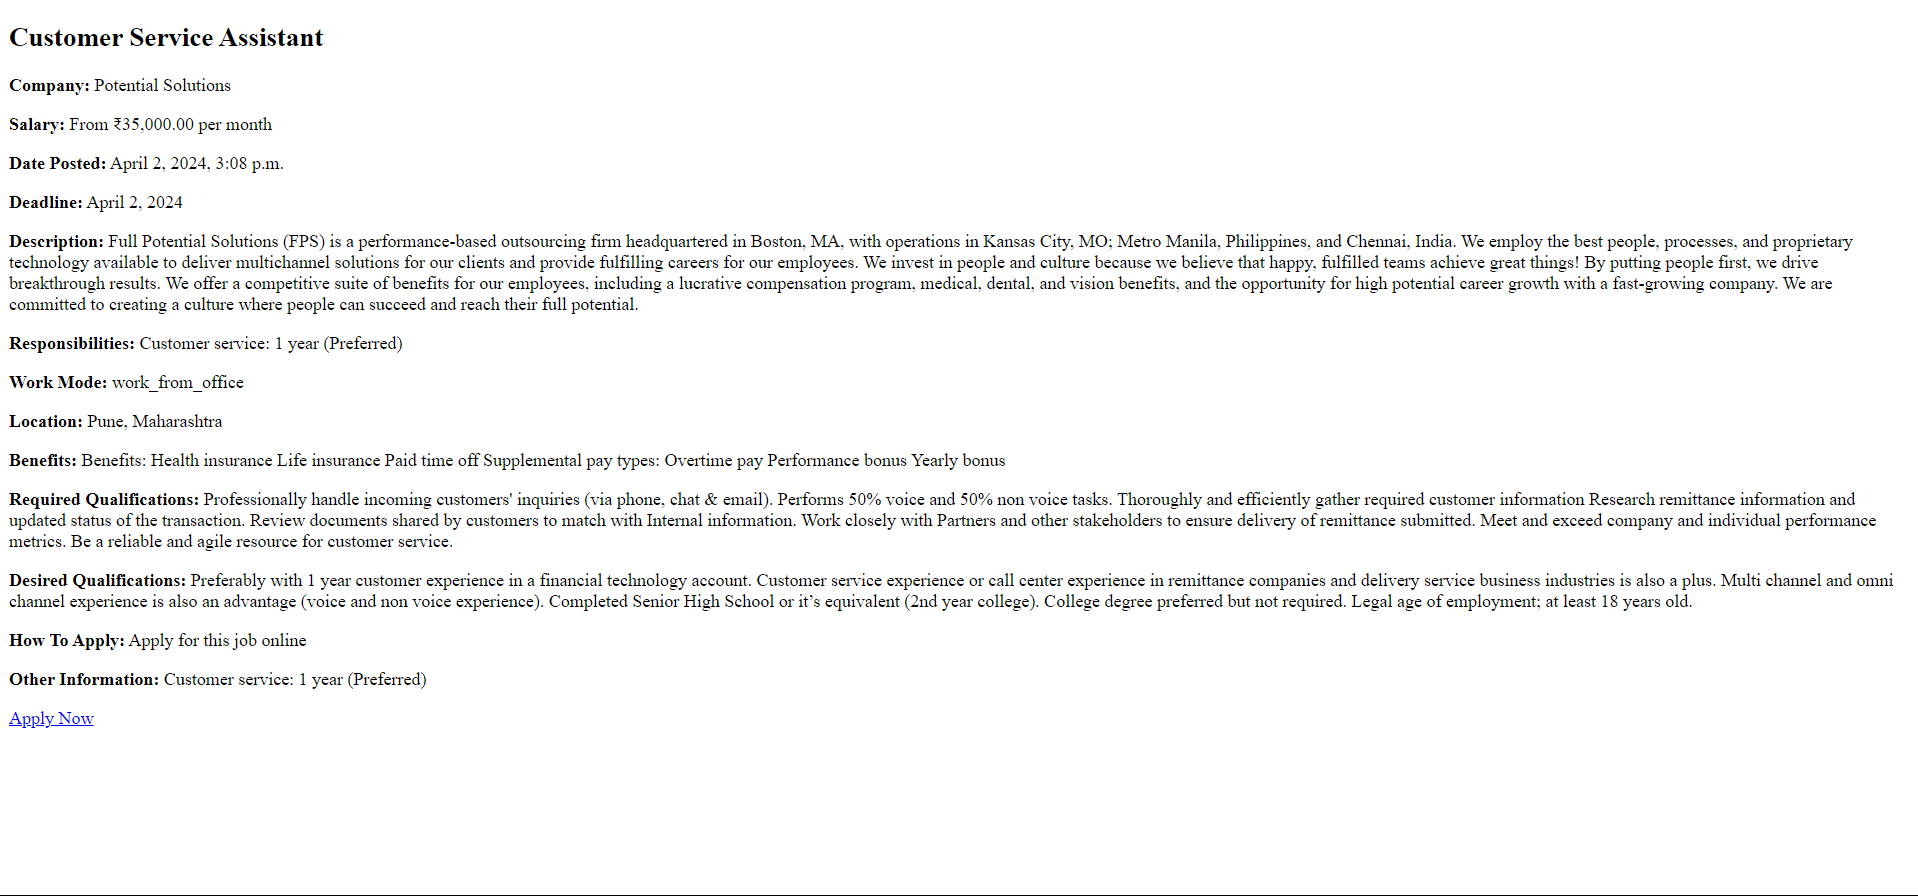 Customer Service Assistant
Company: Potential Solutions
Salary: From ₹35,000.00 per month
Date Posted: April 2, 2024, 3:08 p.m.
Deadline: April 2, 2024
Description: Full Potential Solutions (FPS) is a performance-based outsourcing firm headquartered in Boston, MA, with operations in Kansas City, MO; Metro Manila, Philippines, and Chennai, India. We employ the best people, processes, and proprietary
technology available to deliver multichannel solutions for our clients and provide fulfilling careers for our employees. We invest in people and culture because we believe that happy, fulfilled teams achieve great things! By putting people first, we drive
breakthrough results. We offer a competitive suite of benefits for our employees, including a lucrative compensation program, medical, dental, and vision benefits, and the opportunity for high potential career growth with a fast-growing company. We are
committed to creating a culture where people can succeed and reach their full potential.
Responsibilities: Customer service: 1 year (Preferred)
Work Mode: work_from_office
Location: Pune, Maharashtra
Benefits: Benefits: Health insurance Life insurance Paid time off Supplemental pay types: Overtime pay Performance bonus Yearly bonus
Required Qualifications: Professionally handle incoming customers' inquiries (via phone, chat & email). Performs 50% voice and 50% non voice tasks. Thoroughly and efficiently gather required customer information Research remittance information and
updated status of the transaction. Review documents shared by customers to match with Internal information. Work closely with Partners and other stakeholders to ensure delivery of remittance submitted. Meet and exceed company and individual performance
metrics. Be a reliable and agile resource for customer service.
Desired Qualifications: Preferably with 1 year customer experience in a financial technology account. Customer service experience or call center experience in remittance companies and delivery service business industries is also a plus. Multi channel and omni
channel experience is also an advantage (voice and non voice experience). Completed Senior High School or it’s equivalent (2nd year college). College degree preferred but not required. Legal age of employment; at least 18 years old.
How To Apply: Apply for this job online
Other Information: Customer service: 1 year (Preferred)
Apply Now